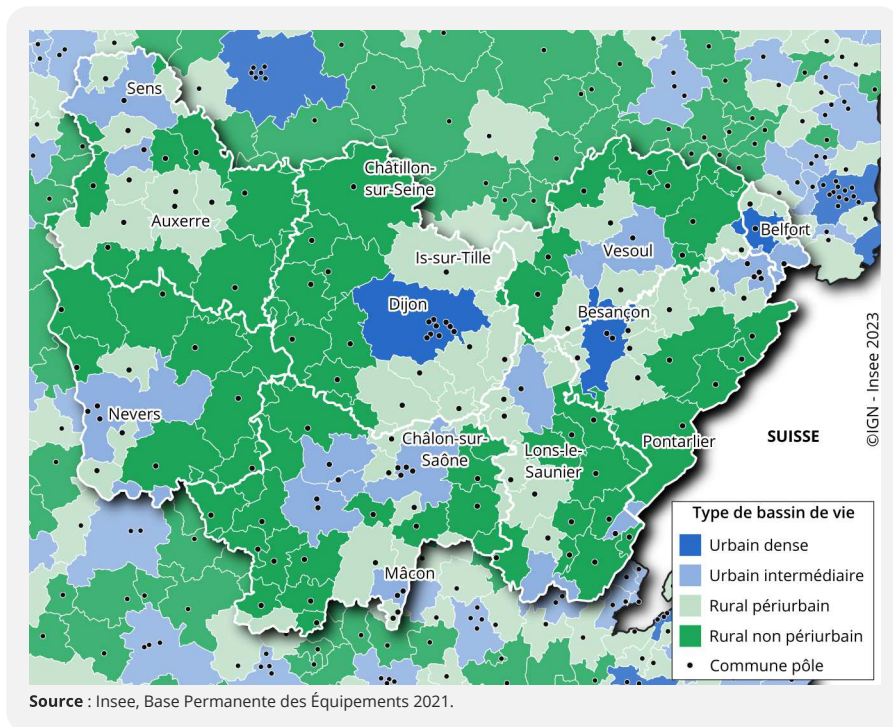 Sens
Châtillon-
sur-Seine
Auxerre
Belfort
Is-sur-Tille
Vesoul
Dijon
Besançon
Nevers
Châlon-sur-
Saône
Lons-le-
Saunier
Pontarlier
SUISSE
Mâcon
©IGN - Insee 2023
Type de bassin de vie
Urbain dense
Urbain intermédiaire
Rural périurbain
Rural non périurbain
Commune pôle
Source : Insee, Base Permanente des Équipements 2021.